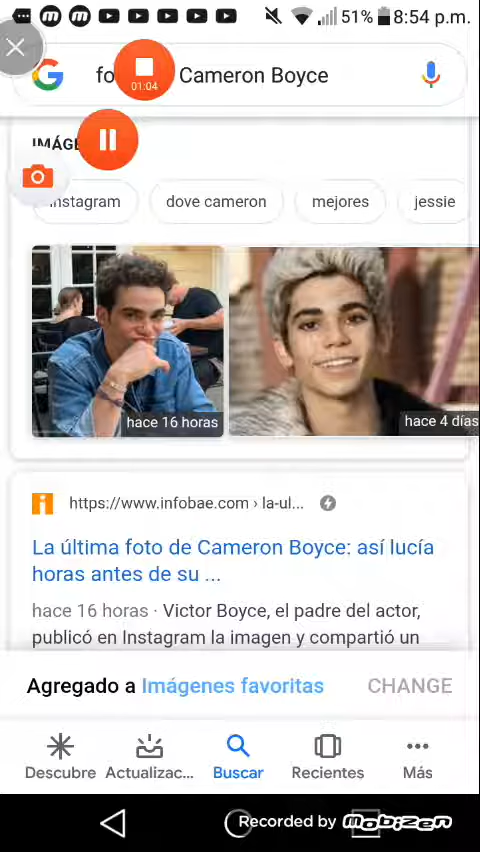 51% 8:54 p.m.
fo Cameron Boyce
01:04
IMÁGE
instagram dove cameron mejores jessie
hace 16 horas hace 4 días
https://www.infobae.com › la-ul...
La última foto de Cameron Boyce: así lucía
horas antes de su ...
hace 16 horas · Victor Boyce, el padre del actor,
publicó en Instagram la imagen y compartió un
Agregado a Imágenes favoritas CHANGE
Descubre Actualizac... Buscar Recientes Más
Recorded by Mobizen